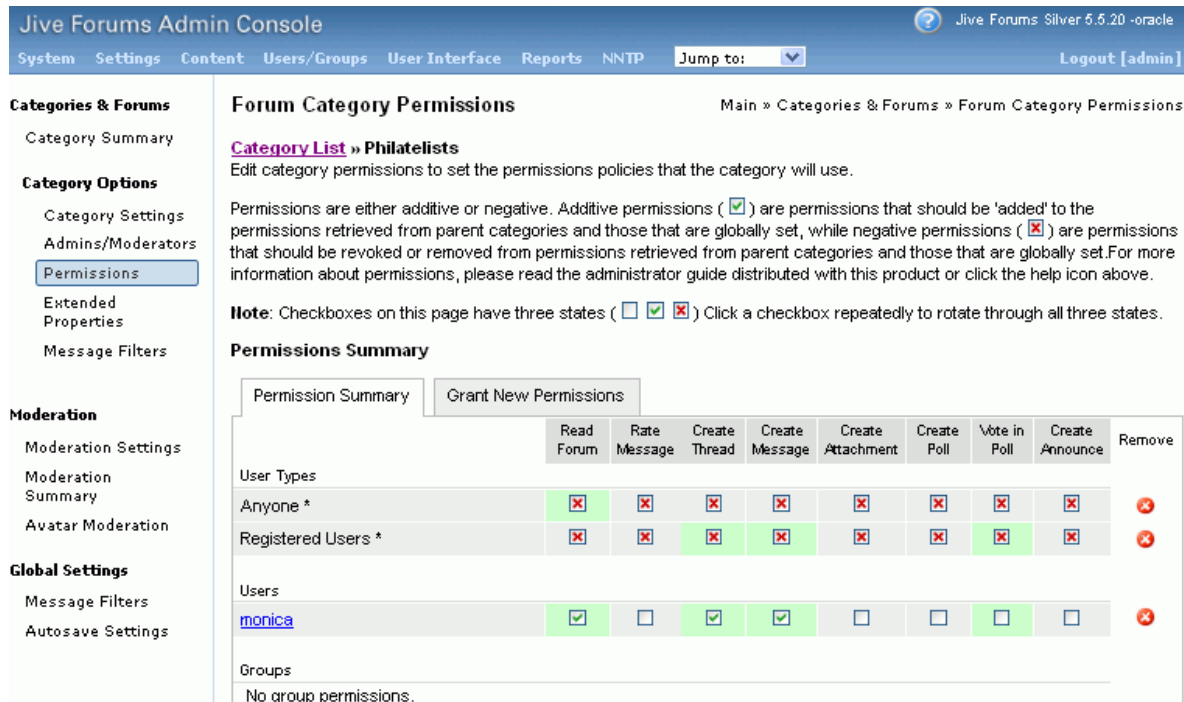 Jive Forums Admin Console
Jive Forums Silver 5.5.20 -oracle
System Settings Content Users/Groups User Interface Reports NNTP Jump to: Logout [admin]
Categories & Forums
Category Summary
Category Options
Category Settings
Admins/Moderators
Permissions
Extended
Properties
Message Filters
Moderation
Moderation Settings
Moderation
Summary
Avatar Moderation
Global Settings
Message Filters
Autosave Settings
Forum Category Permissions
Main » Categories & Forums » Forum Category Permissions
Category List » Philatelists
Edit category permissions to set the permissions policies that the category will use.
Permissions are either additive or negative. Additive permissions ( ) are permissions that should be 'added' to the
permissions retrieved from parent categories and those that are globally set, while negative permissions ( ) are permissions
that should be revoked or removed from permissions retrieved from parent categories and those that are globally set.For more
information about permissions, please read the administrator guide distributed with this product or click the help icon above.
Note: Checkboxes on this page have three states ( ) Click a checkbox repeatedly to rotate through all three states.
Permissions Summary
Permission Summary Grant New Permissions
Read Rate Create Create Create Create Vote in Create
Forum Message Thread Message Attachment Poll Poll Announce Remove
User Types
Anyone *
Registered Users *
Users
monica
Groups
No group permissions.